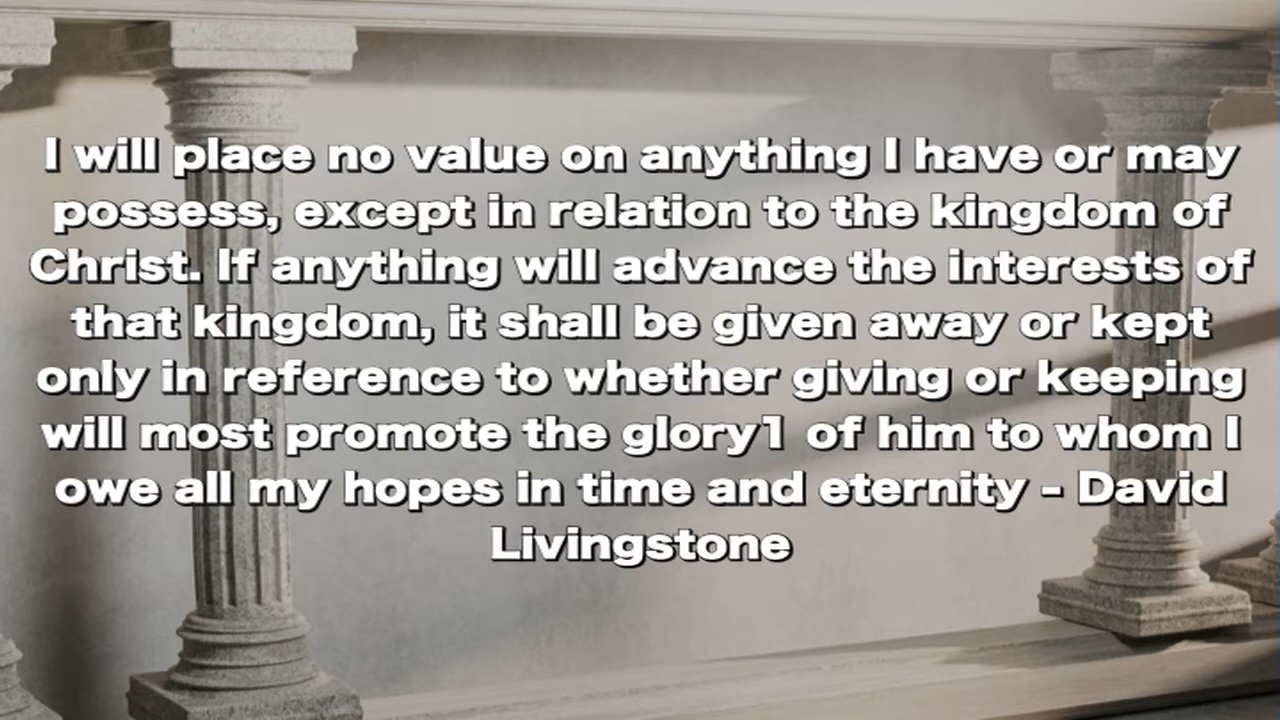 I will place no value on anything I have or may
possess, except in relation to the kingdom of
Christ. If anything will advance the interests of
that kingdom, it shall be given away or kept
only in reference to whether giving or keeping
will most promote the glory1 of him to whom I
owe all my hopes in time and eternity - David
Livingstone